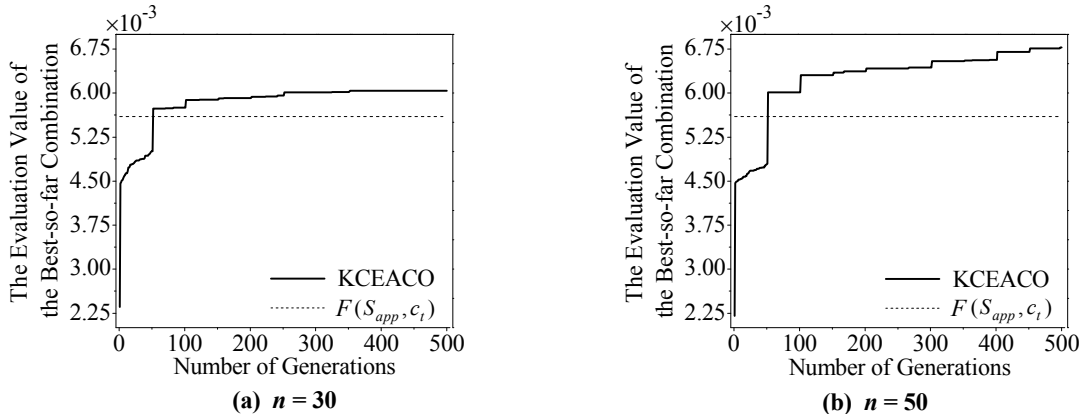 ×10⁻³
The Evaluation Value of
the Best-so-far Combination
6.75
6.00
5.25
4.50
3.75
3.00
2.25
KCEACO
F(S_app, c_t)
0 100 200 300 400 500
Number of Generations
(a) n = 30
×10⁻³
The Evaluation Value of
the Best-so-far Combination
6.75
6.00
5.25
4.50
3.75
3.00
2.25
KCEACO
F(S_app, c_t)
0 100 200 300 400 500
Number of Generations
(b) n = 50